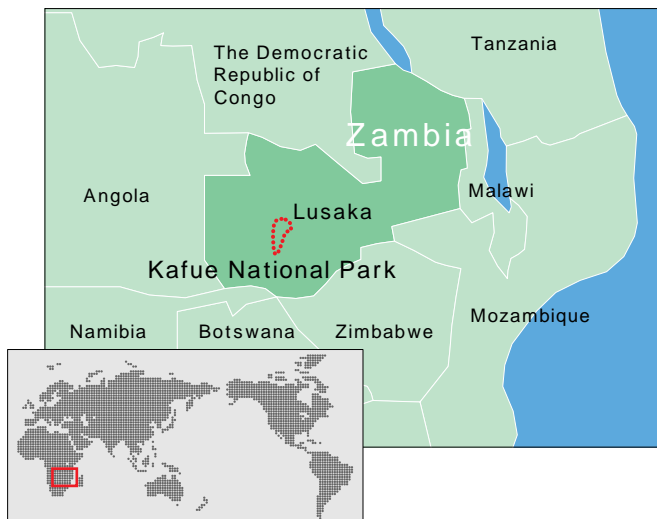 Tanzania
The Democratic
Republic of
Congo
Zambia
Angola
Malawi
Lusaka
Kafue National Park
Mozambique
Namibia
Botswana
Zimbabwe